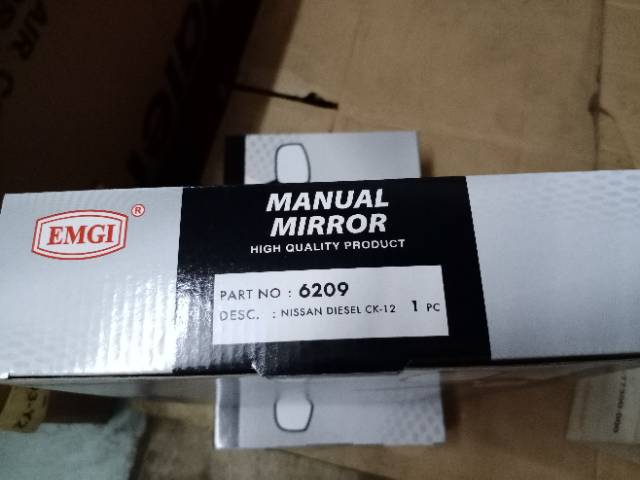 EMGI ®
MANUAL
MIRROR
HIGH QUALITY PRODUCT
PART NO : 6209
DESC. : NISSAN DIESEL CK-12 1 PC